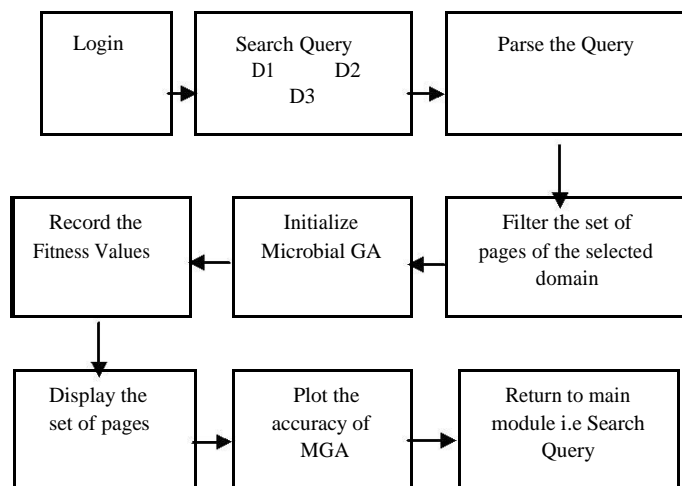 Login
Search Query
D1 D2
D3
Parse the Query
Filter the set of
pages of the selected
domain
Initialize
Microbial GA
Record the
Fitness Values
Display the
set of pages
Plot the
accuracy of
MGA
Return to main
module i.e Search
Query